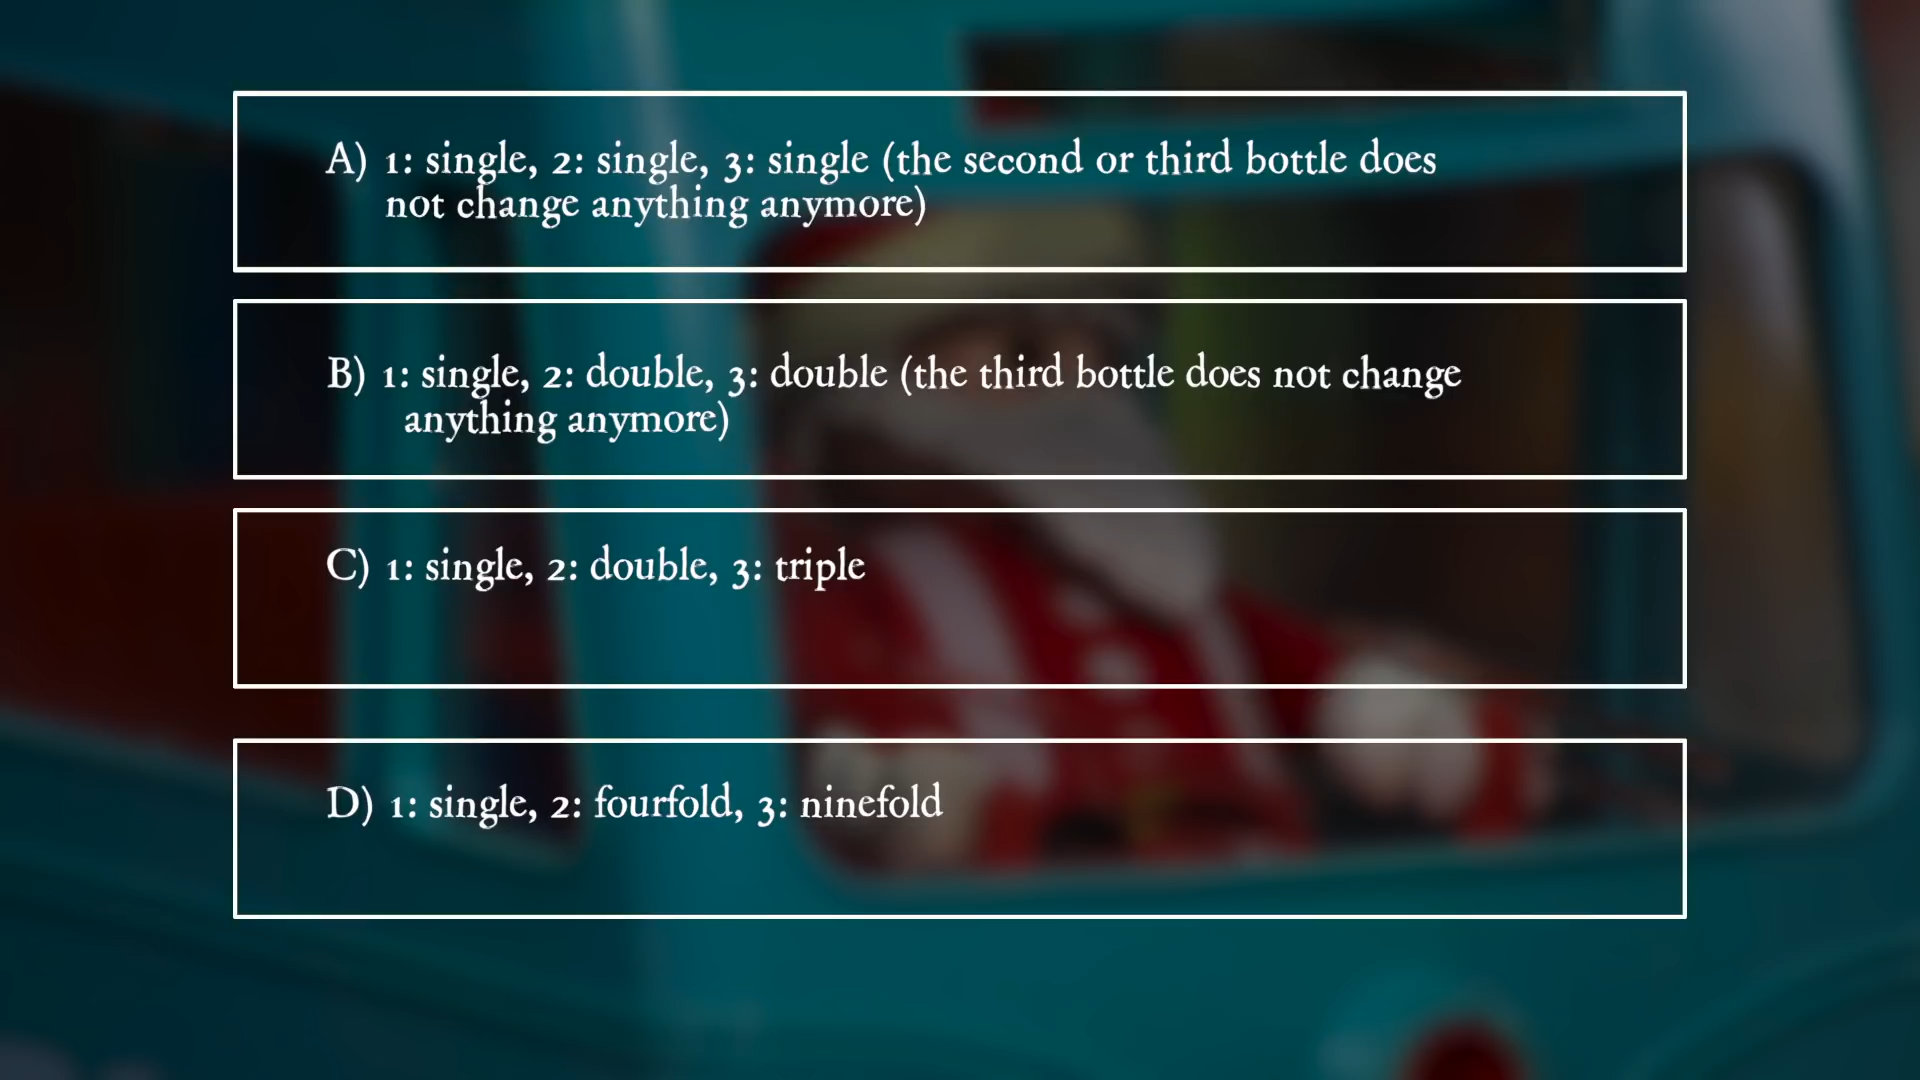 A) 1: single, 2: single, 3: single (the second or third bottle does
not change anything anymore)
B) 1: single, 2: double, 3: double (the third bottle does not change
anything anymore)
C) 1: single, 2: double, 3: triple
D) 1: single, 2: fourfold, 3: ninefold